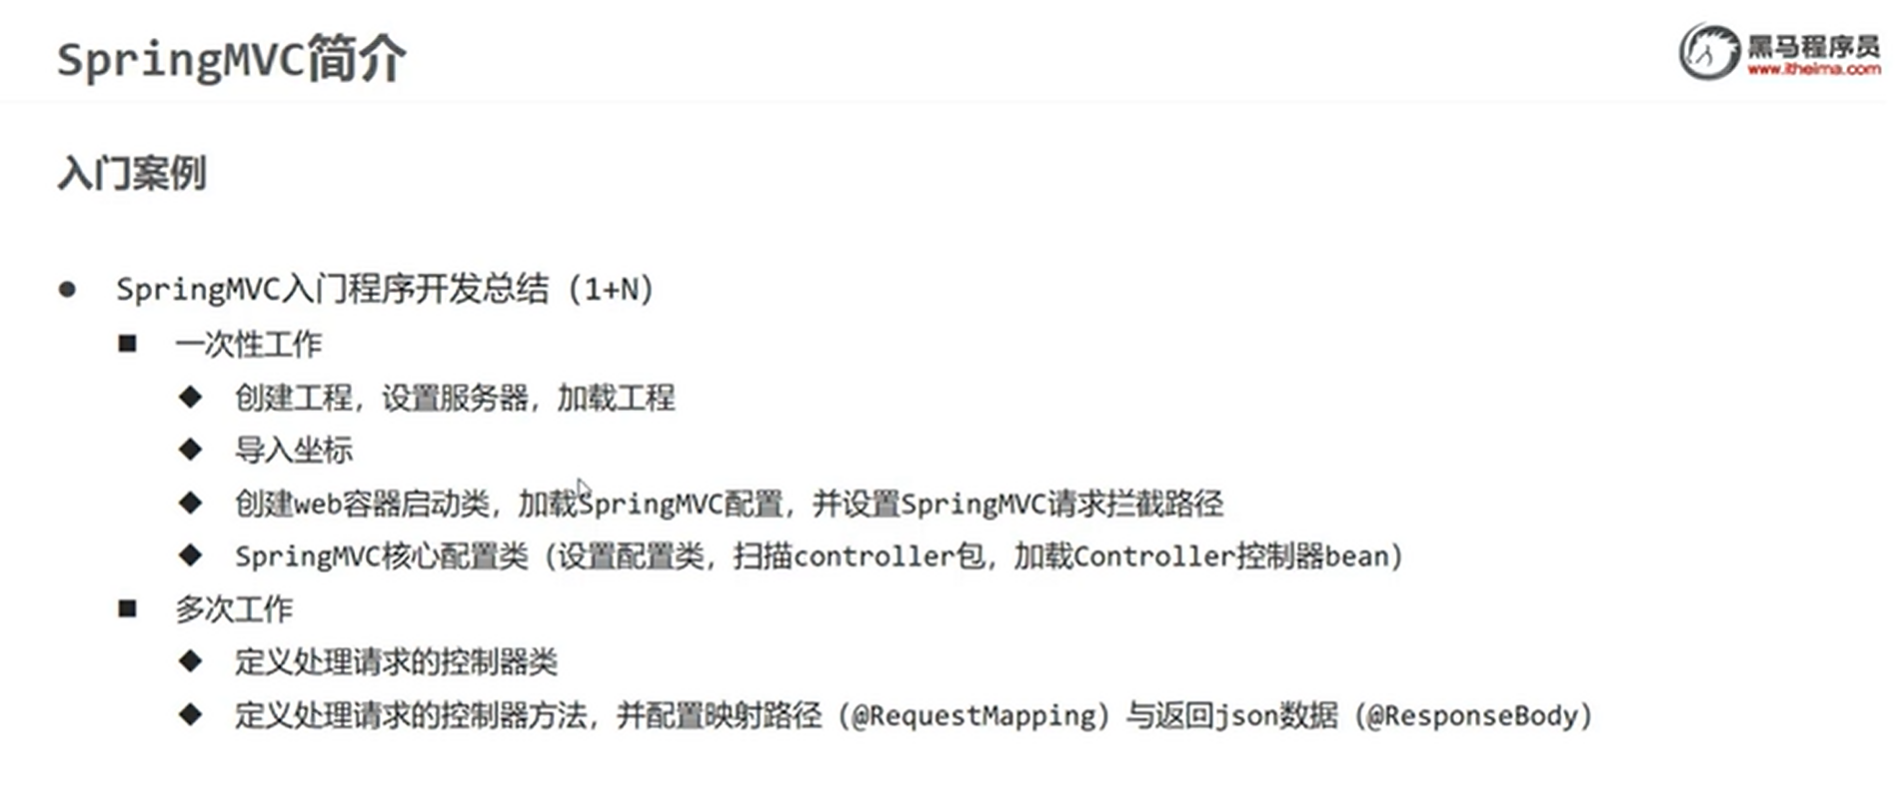 SpringMVC简介
黑马程序员
www.itheima.com
入门案例
SpringMVC入门程序开发总结（1+N）
一次性工作
创建工程，设置服务器，加载工程
导入坐标
创建web容器启动类，加载SpringMVC配置，并设置SpringMVC请求拦截路径
SpringMVC核心配置类（设置配置类，扫描controller包，加载Controller控制器bean）
多次工作
定义处理请求的控制器类
定义处理请求的控制器方法，并配置映射路径（@RequestMapping）与返回json数据（@ResponseBody）